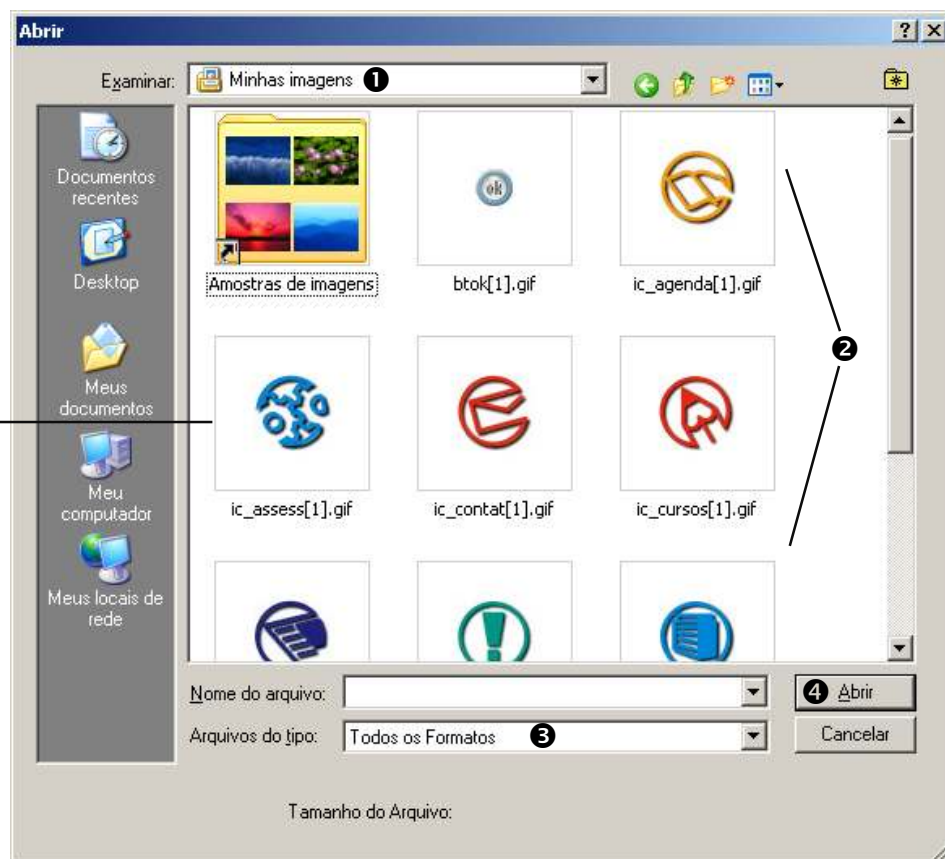 Abrir
Examinar:
Minhas imagens ❶
Documentos
recentes
Desktop
Meus
documentos
Meu
computador
Meus locais de
rede
Amostras de imagens
ok
btok[1].gif
ic_agenda[1].gif
❷
ic_assess[1].gif
ic_contat[1].gif
ic_cursos[1].gif
Nome do arquivo:
❹ Abrir
Arquivos do tipo:
Todos os Formatos ❸
Cancelar
Tamanho do Arquivo: